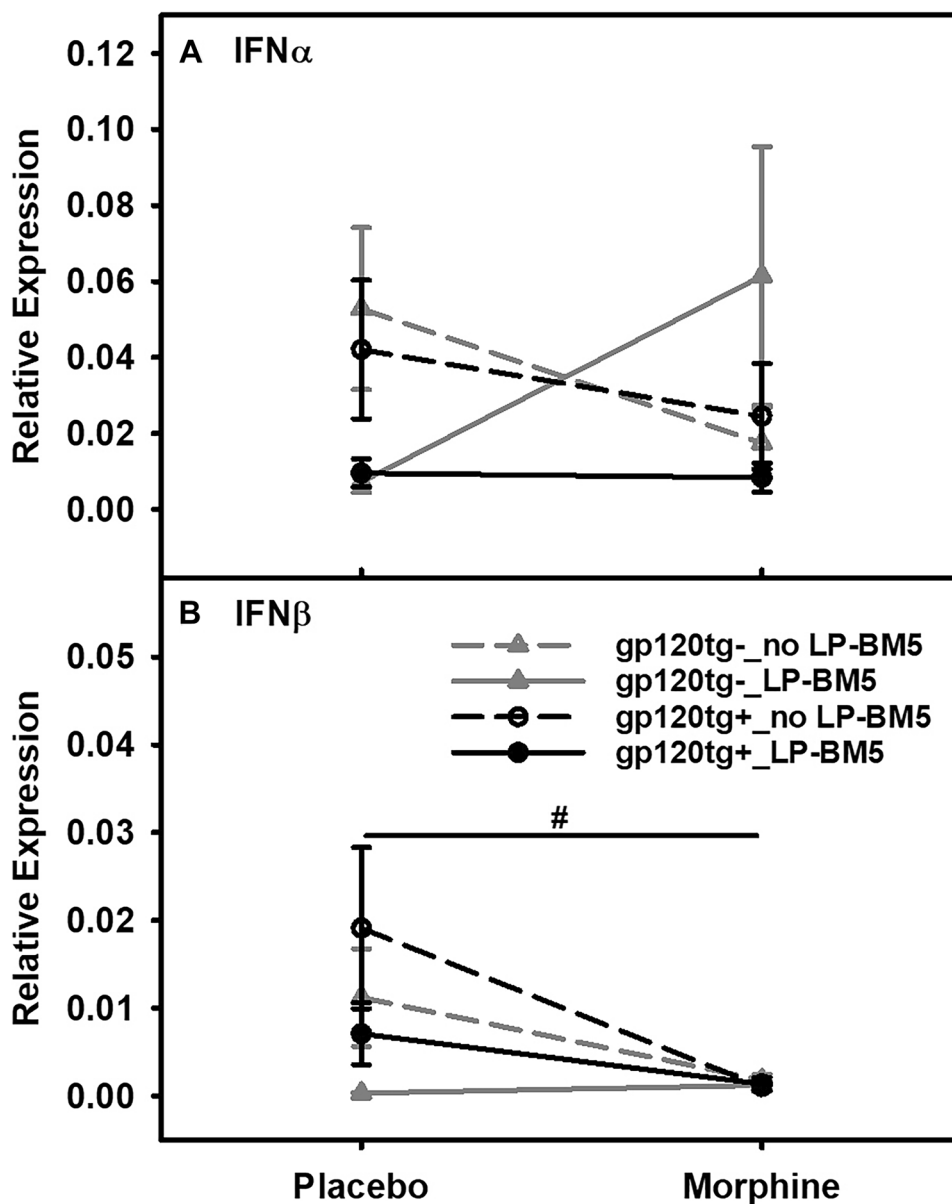 A IFNα
0.12
0.10
0.08
0.06
0.04
0.02
0.00
Relative Expression
B IFNβ
gp120tg-_no LP-BM5
gp120tg-_LP-BM5
gp120tg+_no LP-BM5
gp120tg+_LP-BM5
0.05
0.04
0.03
0.02
0.01
0.00
Relative Expression
#
Placebo Morphine